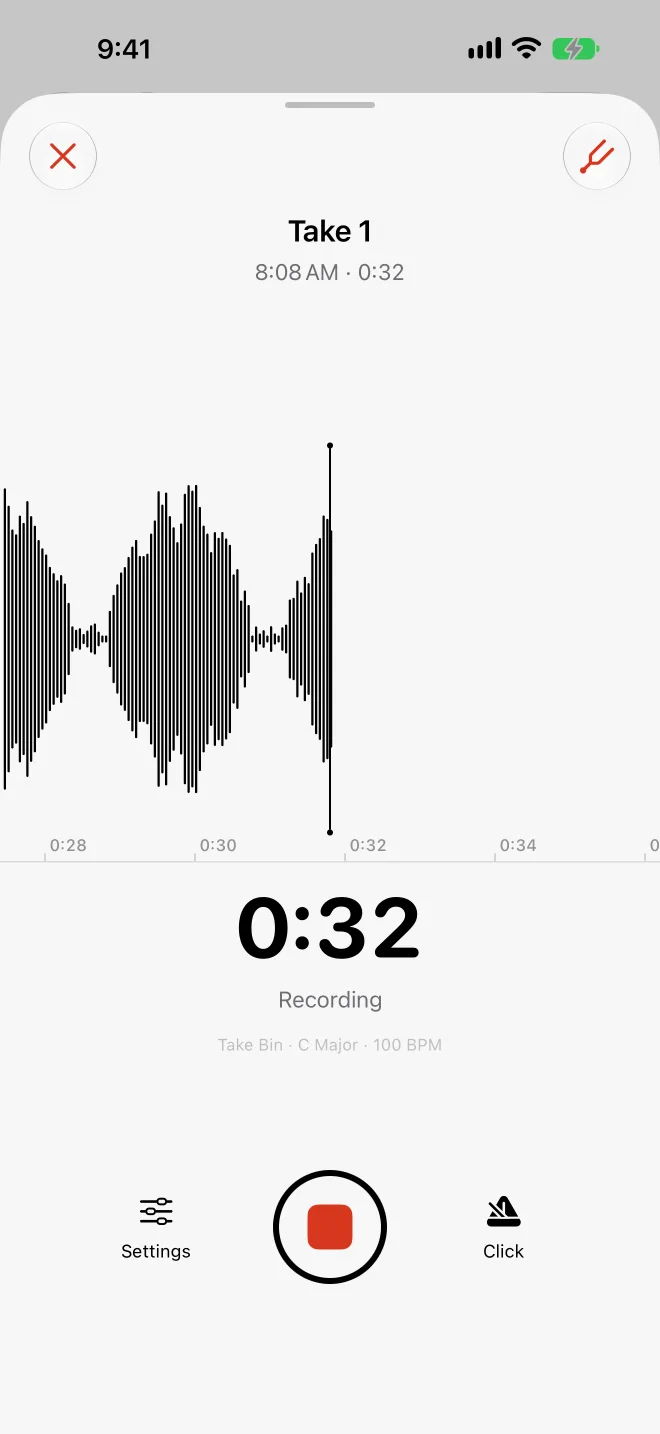 9:41
Take 1
8:08 AM · 0:32
0:28 0:30 0:32 0:34 0
0:32
Recording
Take Bin · C Major · 100 BPM
Settings
Click